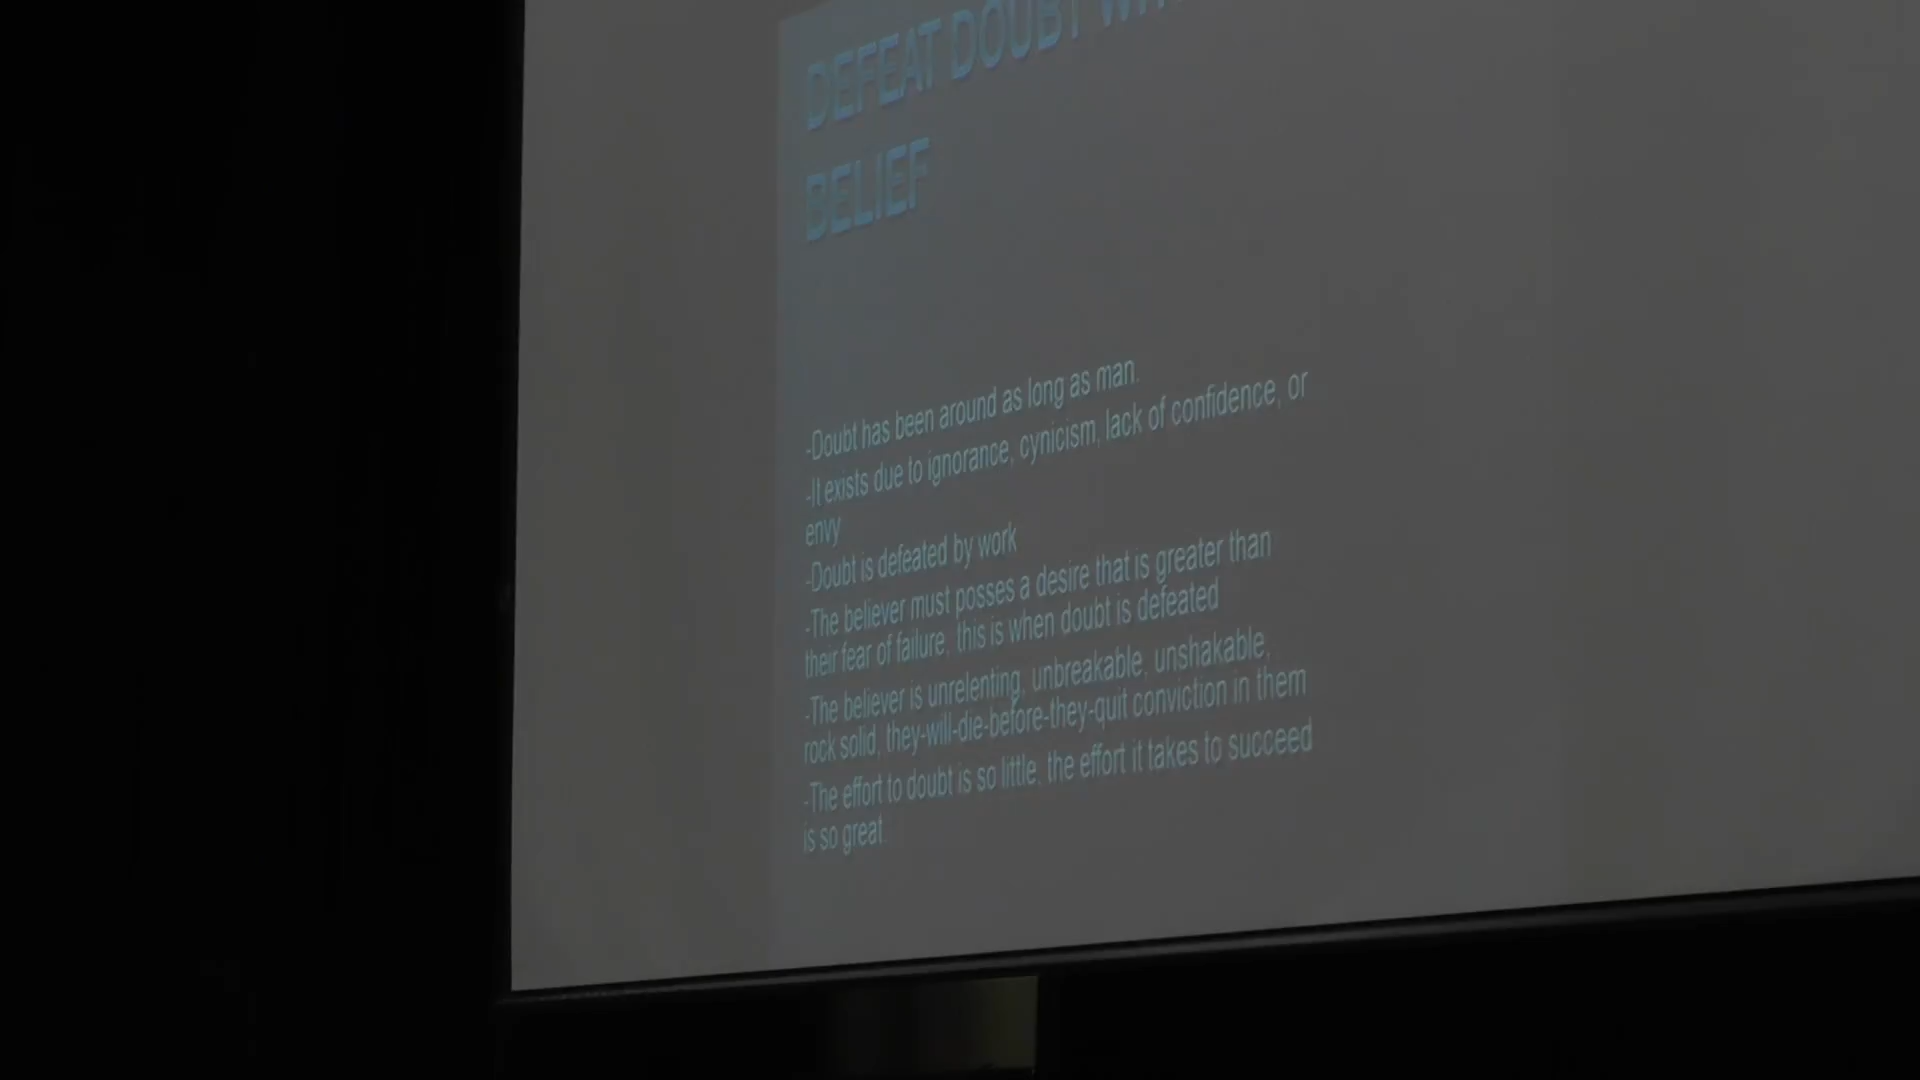 DEFEAT DOUBT
BELIEF
-Doubt has been around as long as man.
-It exists due to ignorance, cynicism, lack of confidence, or
envy
-Doubt is defeated by work
-The believer must posses a desire that is greater than
their fear of failure, this is when doubt is defeated
-The believer is unrelenting, unbreakable, unshakable,
rock solid, they-will-die-before-they-quit conviction in them
-The effort to doubt is so little, the effort it takes to succeed
is so great.